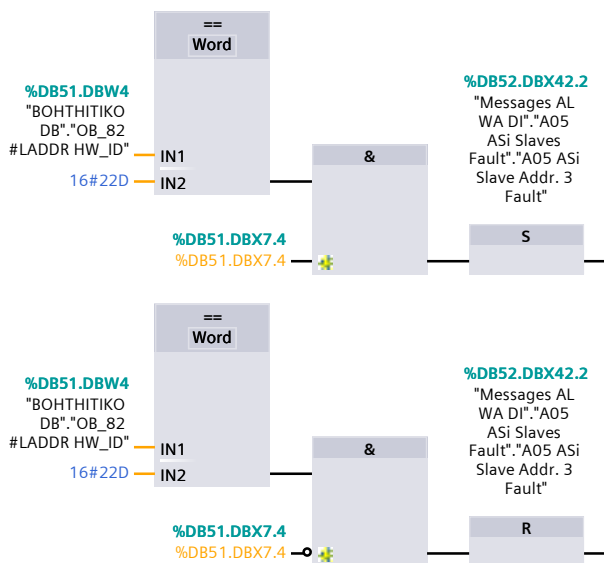 ==
Word
%DB51.DBW4
"BOHTHITIKO
DB"."OB_82
#LADDR HW_ID"
IN1
16#22D
IN2
&
%DB51.DBX7.4
%DB51.DBX7.4
%DB52.DBX42.2
"Messages AL
WA DI"."A05
ASi Slaves
Fault"."A05 ASi
Slave Addr. 3
Fault"
S
==
Word
%DB51.DBW4
"BOHTHITIKO
DB"."OB_82
#LADDR HW_ID"
IN1
16#22D
IN2
&
%DB51.DBX7.4
%DB51.DBX7.4
%DB52.DBX42.2
"Messages AL
WA DI"."A05
ASi Slaves
Fault"."A05 ASi
Slave Addr. 3
Fault"
R